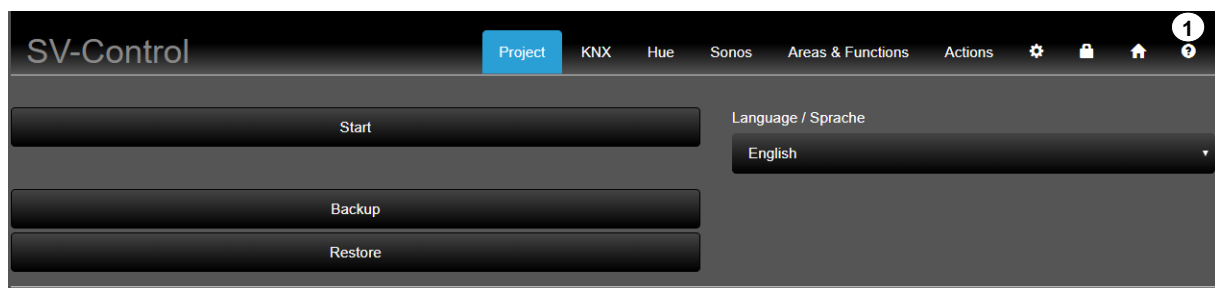 1
SV-Control Project KNX Hue Sonos Areas & Functions Actions ?
Start
Language / Sprache
English
Backup
Restore